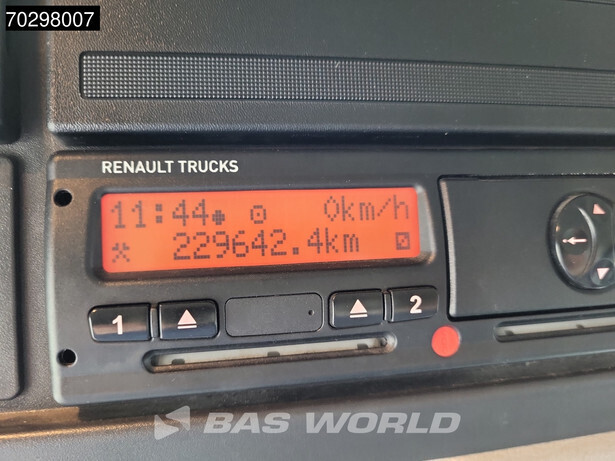 70298007
RENAULT TRUCKS
11:44 0km/h
229642.4km
1 2
BAS WORLD